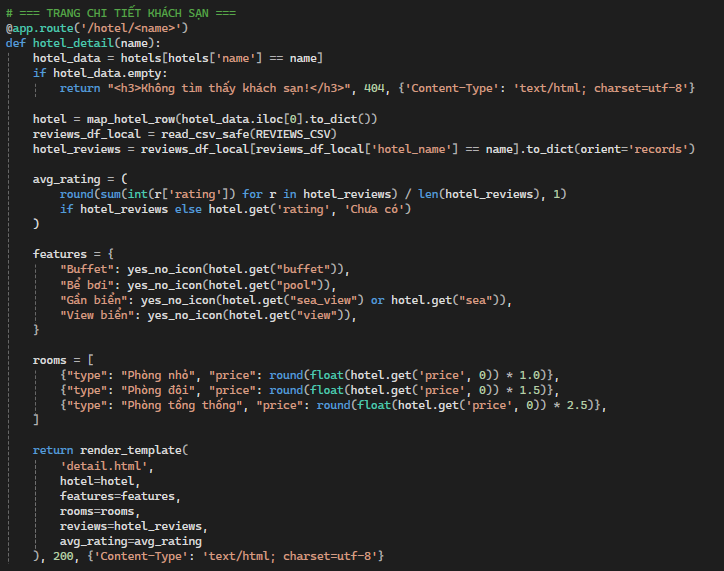 # === TRANG CHI TIẾT KHÁCH SẠN ===
@app.route('/hotel/<name>')
def hotel_detail(name):
    hotel_data = hotels[hotels['name'] == name]
    if hotel_data.empty:
        return "<h3>Không tìm thấy khách sạn!</h3>", 404, {'Content-Type': 'text/html; charset=utf-8'}

    hotel = map_hotel_row(hotel_data.iloc[0].to_dict())
    reviews_df_local = read_csv_safe(REVIEWS_CSV)
    hotel_reviews = reviews_df_local[reviews_df_local['hotel_name'] == name].to_dict(orient='records')

    avg_rating = (
        round(sum(int(r['rating']) for r in hotel_reviews) / len(hotel_reviews), 1)
        if hotel_reviews else hotel.get('rating', 'Chưa có')
    )

    features = {
        "Buffet": yes_no_icon(hotel.get("buffet")),
        "Bể bơi": yes_no_icon(hotel.get("pool")),
        "Gần biển": yes_no_icon(hotel.get("sea_view") or hotel.get("sea")),
        "View biển": yes_no_icon(hotel.get("view")),
    }

    rooms = [
        {"type": "Phòng nhỏ", "price": round(float(hotel.get('price', 0)) * 1.0)},
        {"type": "Phòng đôi", "price": round(float(hotel.get('price', 0)) * 1.5)},
        {"type": "Phòng tổng thống", "price": round(float(hotel.get('price', 0)) * 2.5)},
    ]

    return render_template(
        'detail.html',
        hotel=hotel,
        features=features,
        rooms=rooms,
        reviews=hotel_reviews,
        avg_rating=avg_rating
    ), 200, {'Content-Type': 'text/html; charset=utf-8'}